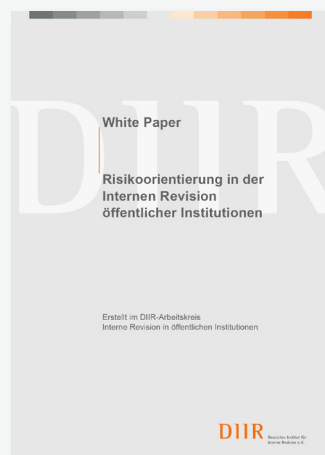 DIIR
White Paper
Risikoorientierung in der
Internen Revision
öffentlicher Institutionen
Erstellt im DIIR-Arbeitskreis
Interne Revision in öffentlichen Institutionen
DIIR
Deutsches Institut für
Interne Revision e.V.